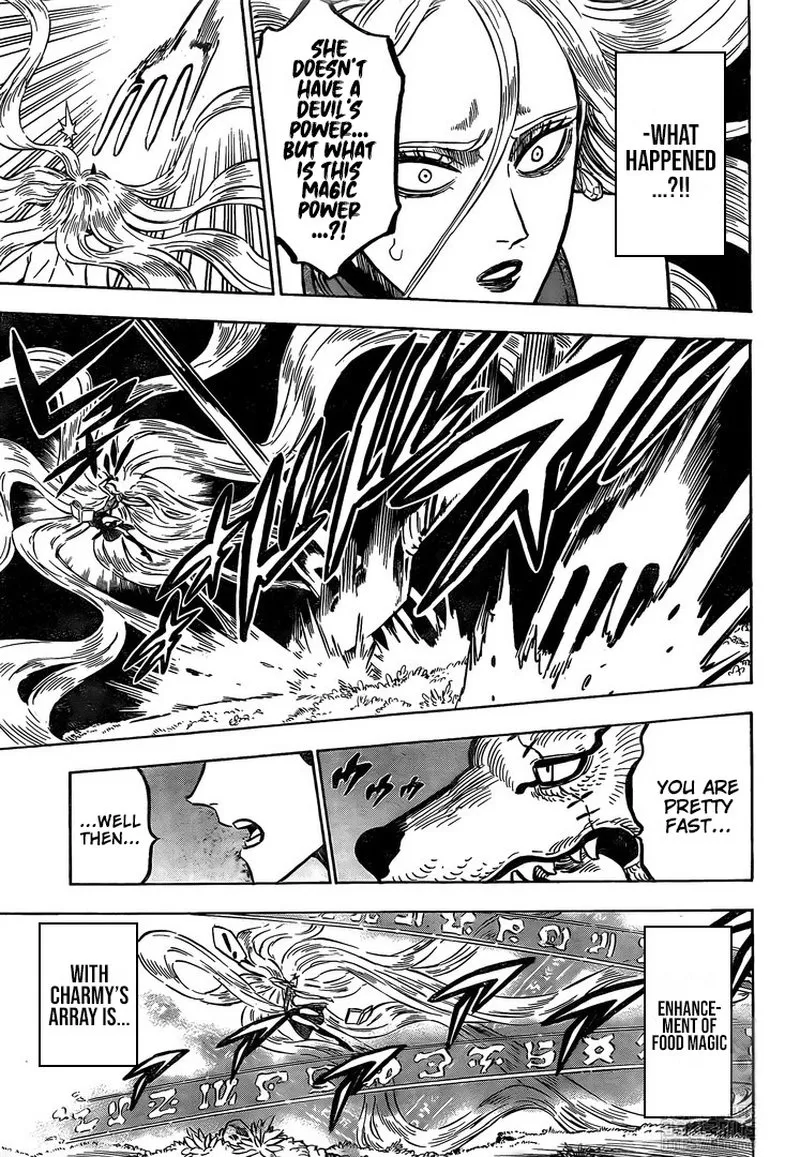 -WHAT
HAPPENED
...?!!
SHE
DOESN'T
HAVE A
DEVIL'S
POWER...
BUT WHAT
IS THIS
MAGIC
POWER
...?!
YOU ARE
PRETTY
FAST...
...WELL
THEN...
ENHANCE-
MENT OF
FOOD MAGIC
WITH
CHARMY'S
ARRAY IS...